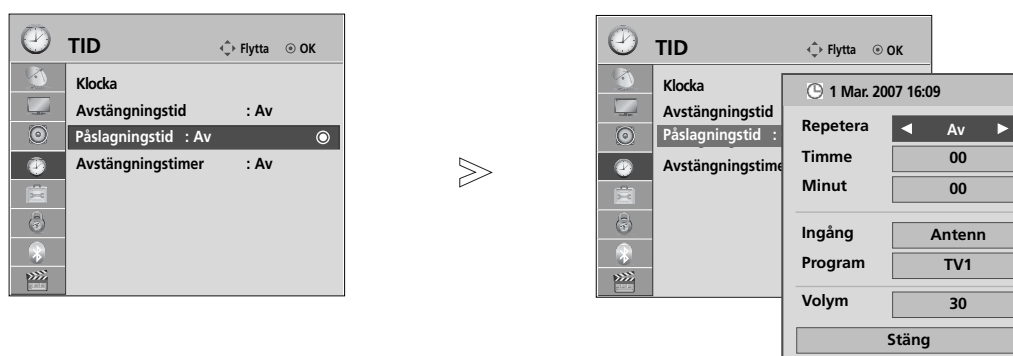 TID
Flytta OK
Klocka
Avstängningstid : Av
Påslagningstid : Av
Avstängningstimer : Av
TID
Flytta OK
Klocka
Avstängningstid
Påslagningstid :
Avstängningstime
1 Mar. 2007 16:09
Repetera Av
Timme 00
Minut 00
Ingång Antenn
Program TV1
Volym 30
Stäng